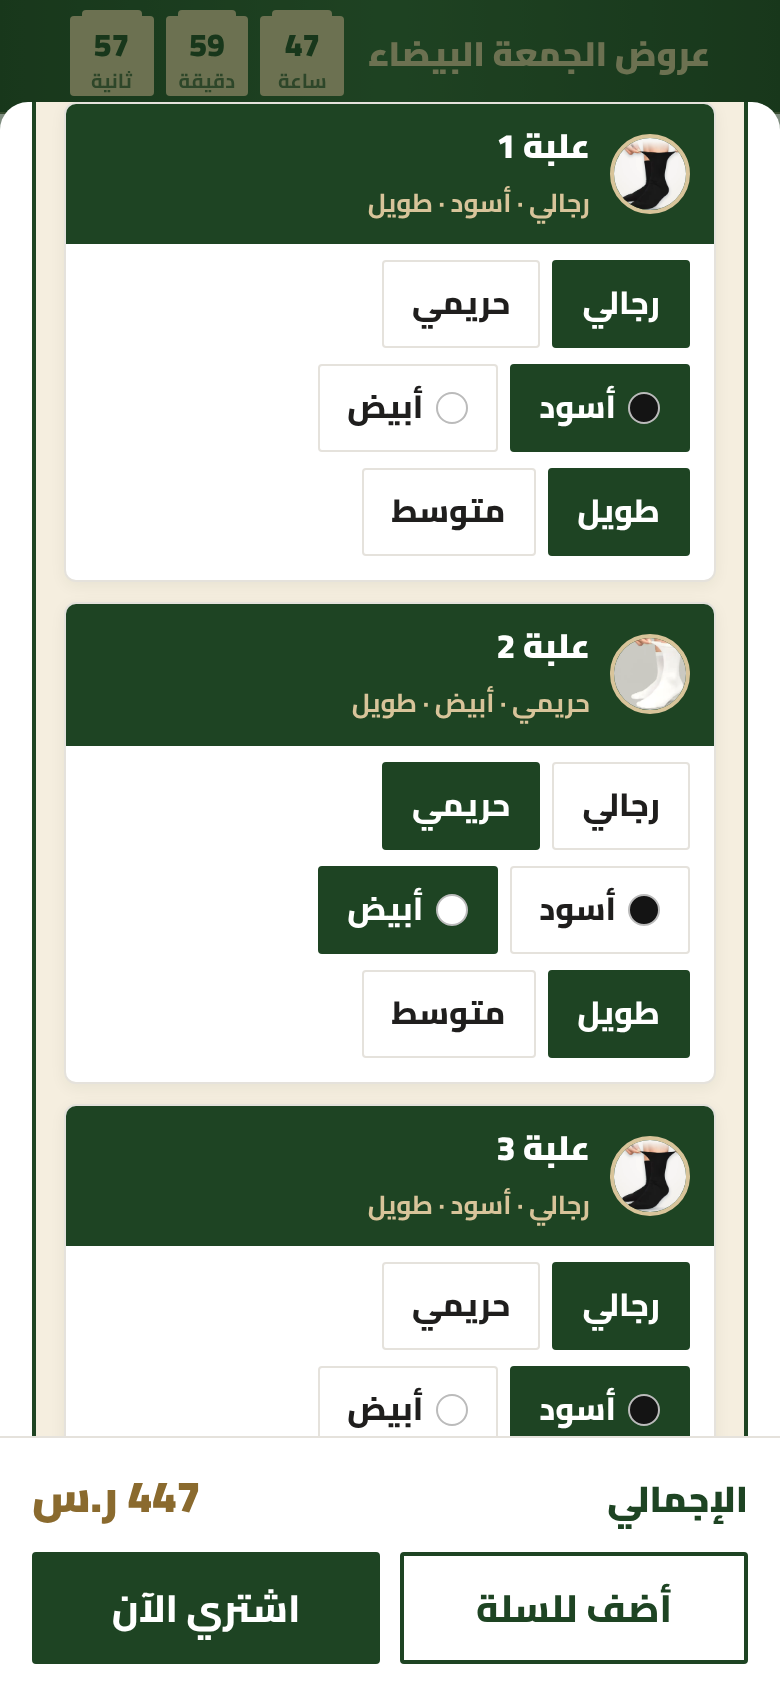 عروض الجمعة البيضاء
47 ساعة
59 دقيقة
57 ثانية
علبة 1
رجالي · أسود · طويل
رجالي
حريمي
أسود
أبيض
طويل
متوسط
علبة 2
حريمي · أبيض · طويل
رجالي
حريمي
أسود
أبيض
طويل
متوسط
علبة 3
رجالي · أسود · طويل
رجالي
حريمي
أسود
أبيض
الإجمالي
447 ر.س
أضف للسلة
اشتري الآن